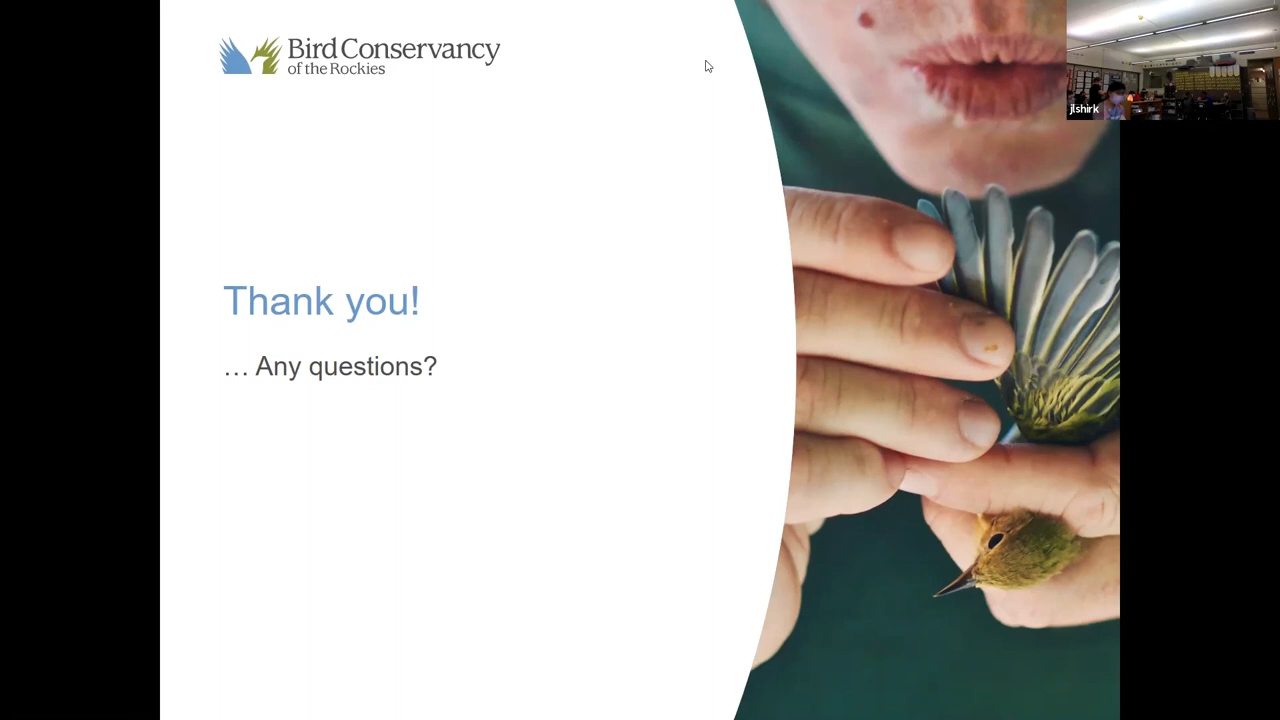 Bird Conservancy
of the Rockies
jlshirk
Thank you!
… Any questions?